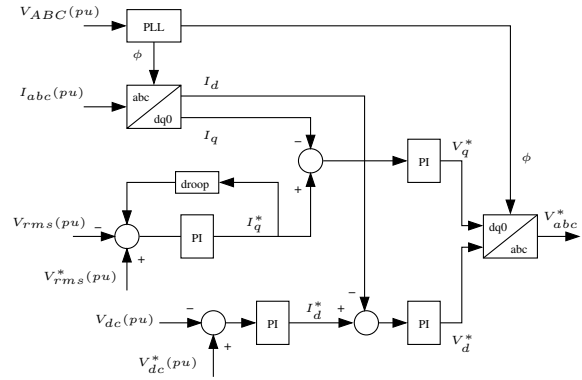 V_ABC(pu)
PLL
ϕ
I_abc(pu)
abc
dq0
I_d
I_q
−
+
PI
V_q^*
ϕ
droop
V_rms(pu)
−
+
PI
I_q^*
V_rms^*(pu)
dq0
abc
V_abc^*
V_dc(pu)
−
+
PI
I_d^*
+
−
PI
V_d^*
V_dc^*(pu)